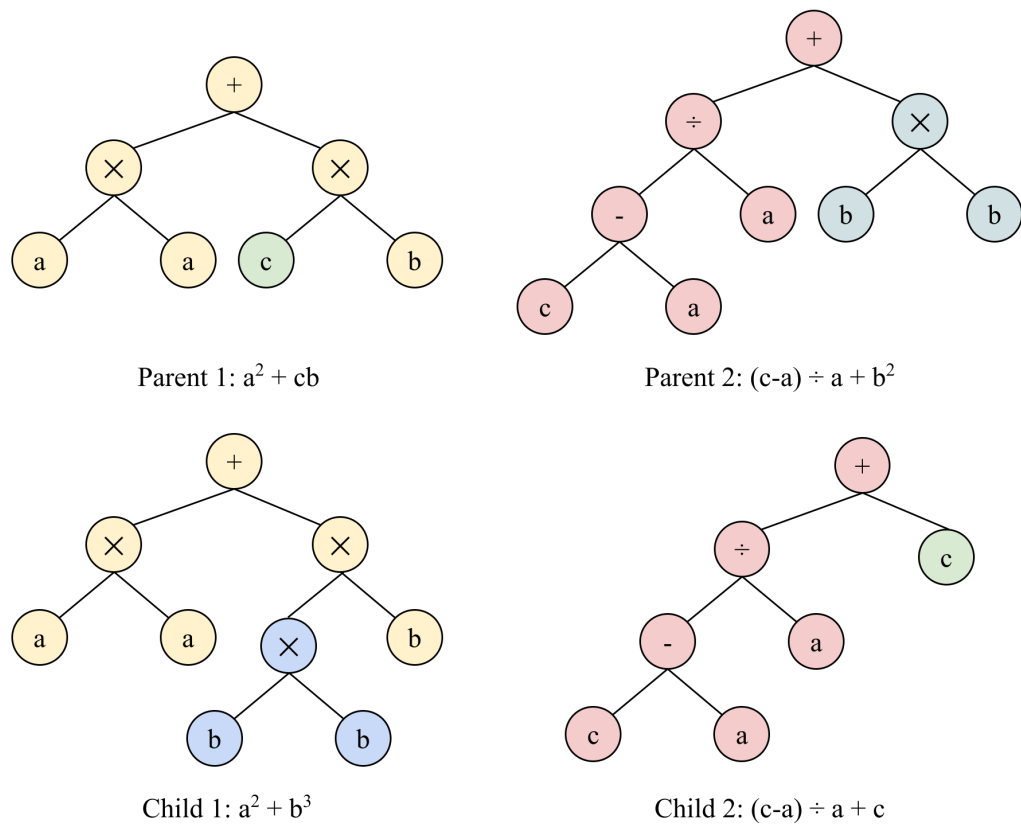 +
× ×
a a c b
Parent 1: a² + cb
+
÷ ×
- a b b
c a
Parent 2: (c-a) ÷ a + b²
+
× ×
a a × b
b b
Child 1: a² + b³
+
÷ c
- a
c a
Child 2: (c-a) ÷ a + c